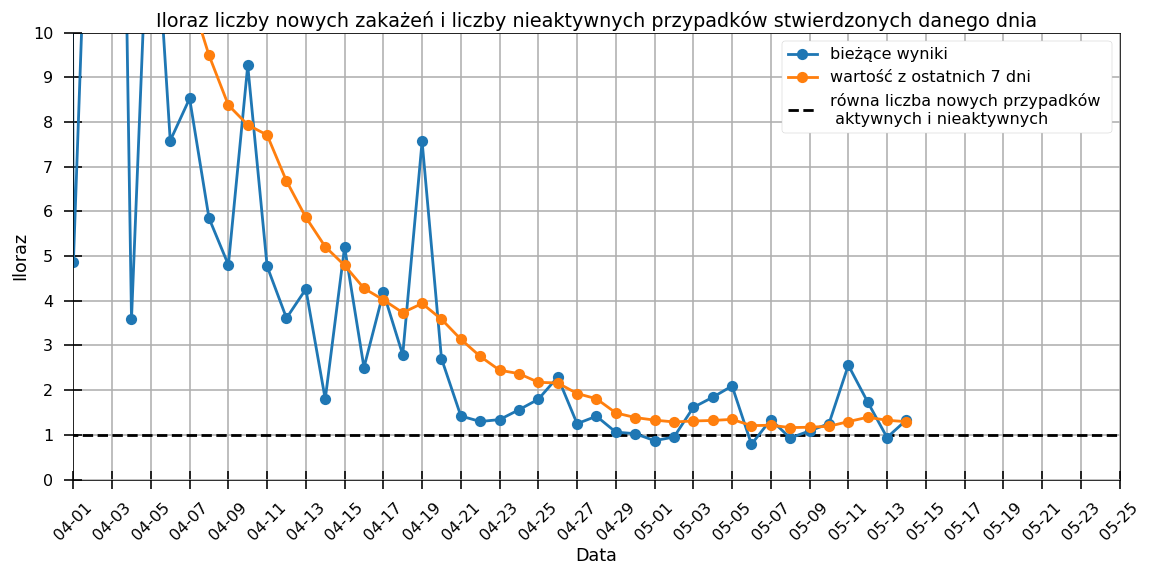 Iloraz liczby nowych zakażeń i liczby nieaktywnych przypadków stwierdzonych danego dnia
bieżące wyniki
wartość z ostatnich 7 dni
równa liczba nowych przypadków
aktywnych i nieaktywnych
Iloraz
10
9
8
7
6
5
4
3
2
1
0
04-01 04-03 04-05 04-07 04-09 04-11 04-13 04-15 04-17 04-19 04-21 04-23 04-25 04-27 04-29 05-01 05-03 05-05 05-07 05-09 05-11 05-13 05-15 05-17 05-19 05-21 05-23 05-25
Data